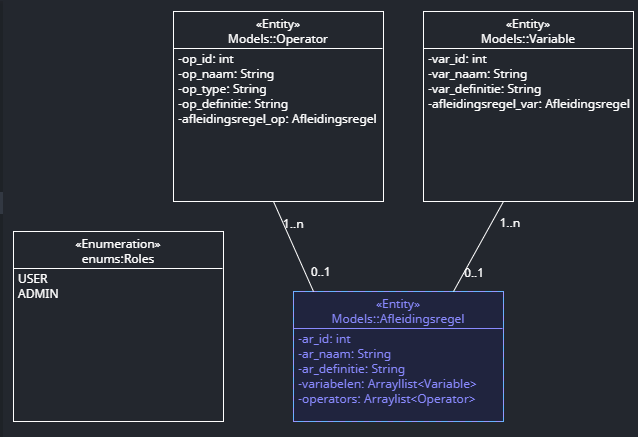 «Entity»
Models::Operator
-op_id: int
-op_naam: String
-op_type: String
-op_definitie: String
-afleidingsregel_op: Afleidingsregel
«Entity»
Models::Variable
-var_id: int
-var_naam: String
-var_definitie: String
-afleidingsregel_var: Afleidingsregel
1..n
1..n
«Enumeration»
enums:Roles
USER
ADMIN
0..1
0..1
«Entity»
Models::Afleidingsregel
-ar_id: int
-ar_naam: String
-ar_definitie: String
-variabelen: Arrayllist<Variable>
-operators: Araylist<Operator>